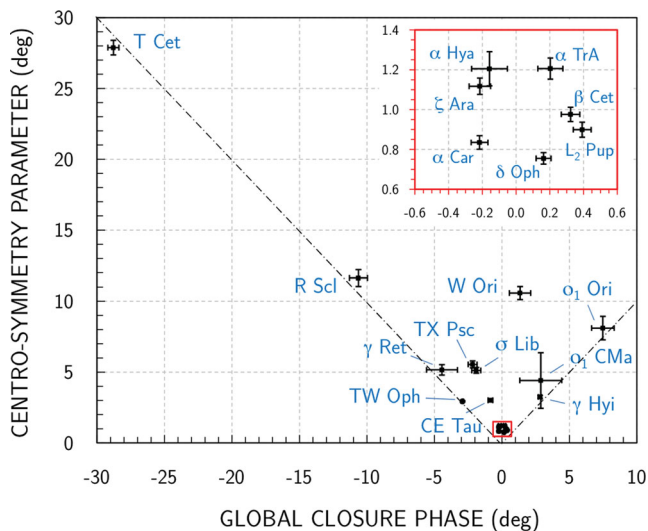 CENTRO-SYMMETRY PARAMETER (deg)
30
25
20
15
10
5
0
-30 -25 -20 -15 -10 -5 0 5 10
GLOBAL CLOSURE PHASE (deg)
T Cet
R Scl
W Ori
ο₁ Ori
TX Psc
σ Lib
γ Ret
ο₁ CMa
TW Oph
γ Hyi
CE Tau
1.4
1.2
1.0
0.8
0.6
-0.6 -0.4 -0.2 0.0 0.2 0.4 0.6
α Hya
α TrA
ζ Ara
β Cet
α Car
L₂ Pup
δ Oph